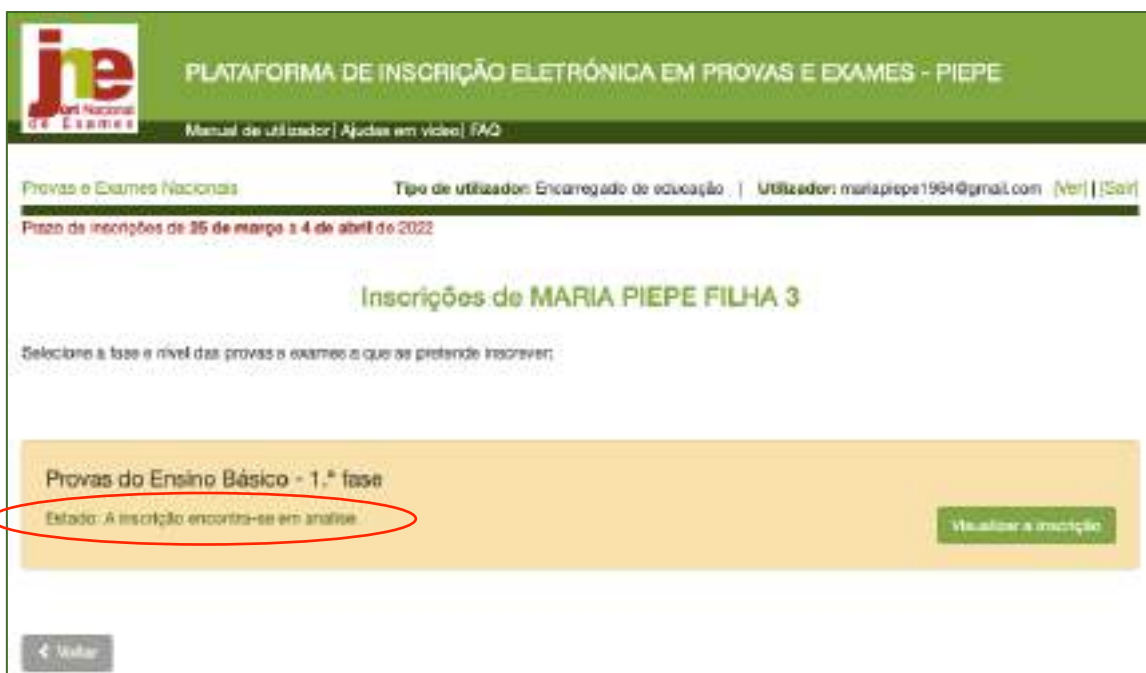 jne
Júri Nacional
de Exames
PLATAFORMA DE INSCRIÇÃO ELETRÓNICA EM PROVAS E EXAMES - PIEPE
Manual de utilizador| Ajudas em vídeo| FAQ
Provas e Exames Nacionais
Tipo de utilizador: Encarregado de educação | Utilizador: mariapiepe1964@gmail.com [Ver] | [Sair]
Prazo de inscrições de 25 de março a 4 de abril de 2022
Inscrições de MARIA PIEPE FILHA 3
Selecione a fase e nível das provas e exames a que se pretende inscrever:
Provas do Ensino Básico - 1.ª fase
Estado: A inscrição encontra-se em análise.
Visualizar a inscrição
Voltar